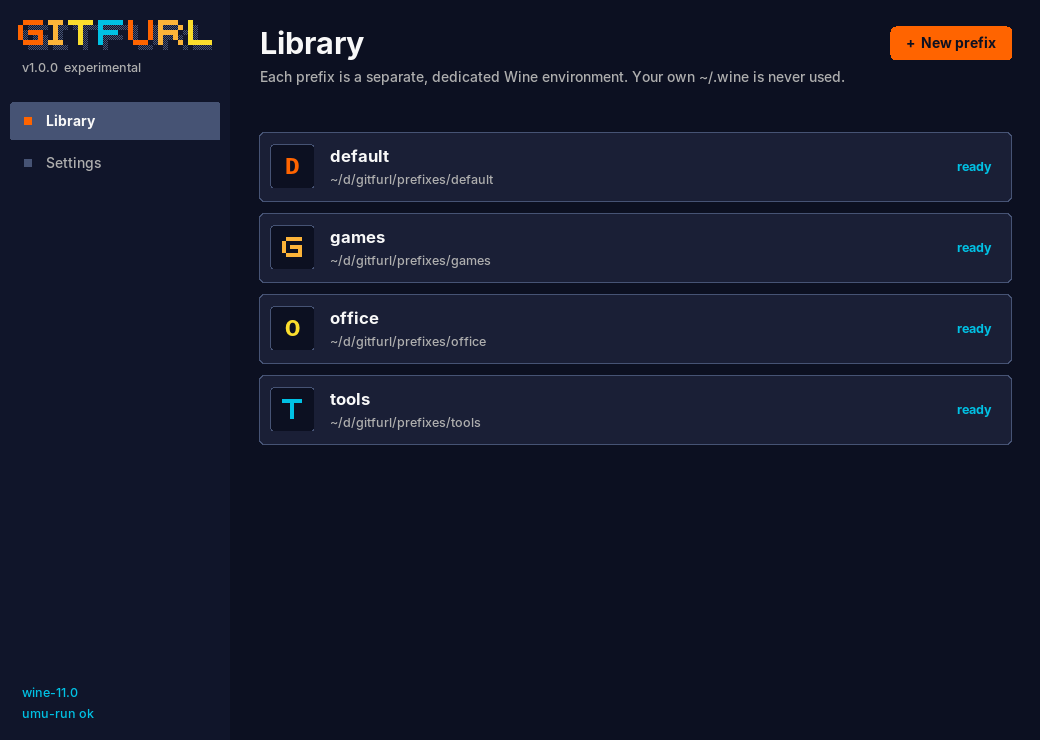 GITFURL
v1.0.0 experimental
Library
Settings
wine-11.0
umu-run ok
Library
+ New prefix
Each prefix is a separate, dedicated Wine environment. Your own ~/.wine is never used.
D
default
~/d/gitfurl/prefixes/default
ready
G
games
~/d/gitfurl/prefixes/games
ready
O
office
~/d/gitfurl/prefixes/office
ready
T
tools
~/d/gitfurl/prefixes/tools
ready